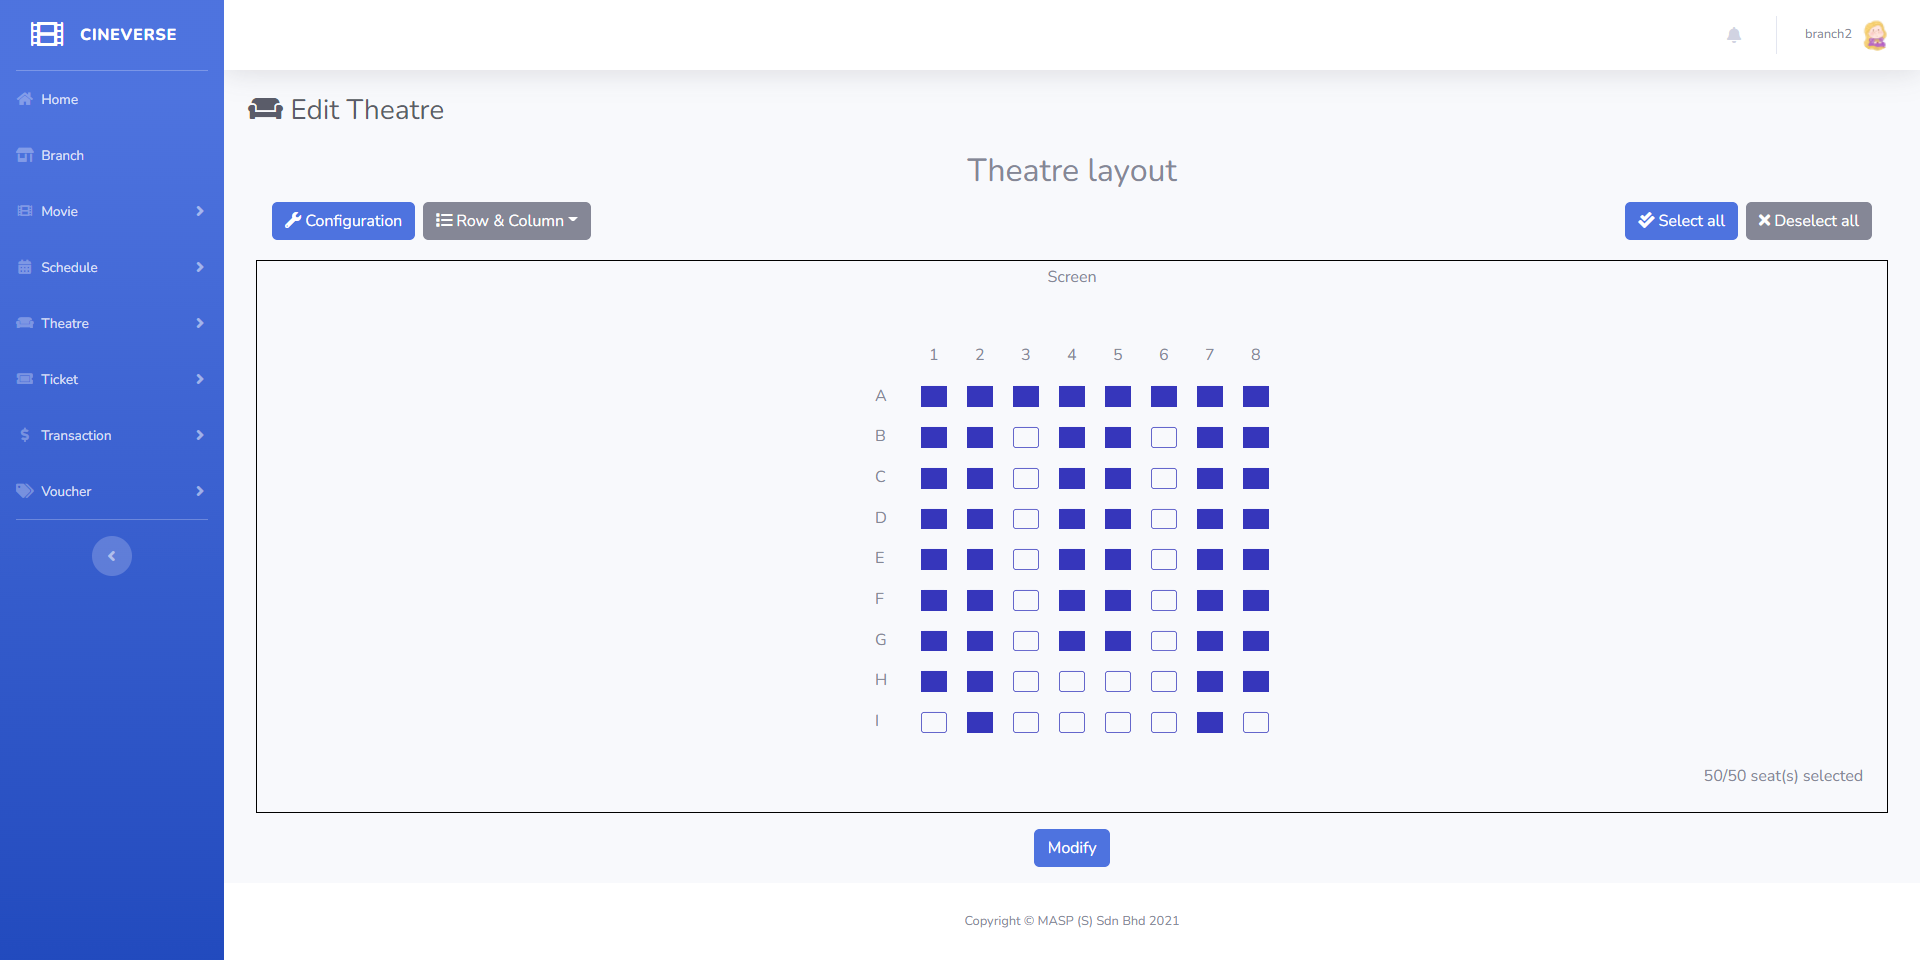 CINEVERSE
branch2
Home
Branch
Movie
Schedule
Theatre
Ticket
Transaction
Voucher
Edit Theatre
Theatre layout
Configuration Row & Column Select all Deselect all
Screen
1 2 3 4 5 6 7 8
A
B
C
D
E
F
G
H
I
50/50 seat(s) selected
Modify
Copyright © MASP (S) Sdn Bhd 2021